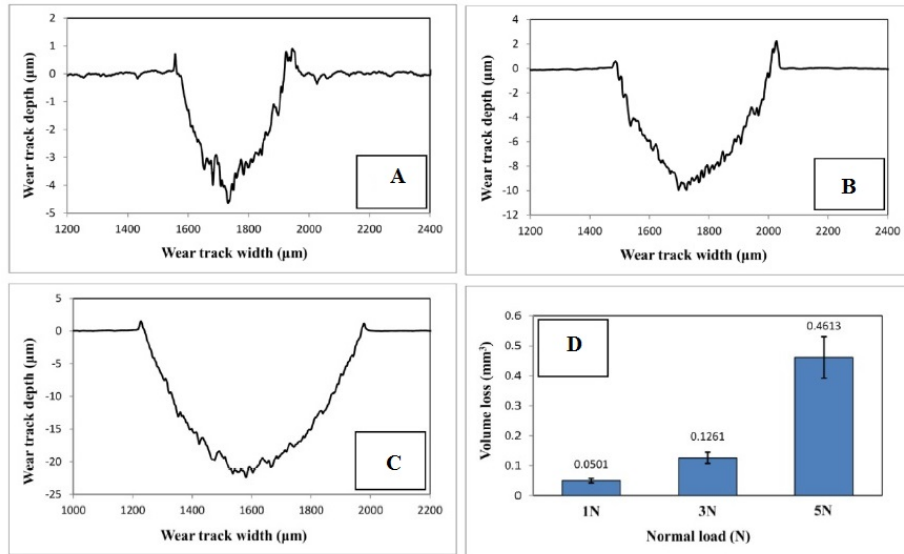 2
1
0
-1
-2
-3
-4
-5
1200 1400 1600 1800 2000 2200 2400
Wear track depth (µm)
Wear track width (µm)
A
4
2
0
-2
-4
-6
-8
-10
-12
1200 1400 1600 1800 2000 2200 2400
Wear track depth (µm)
Wear track width (µm)
B
5
0
-5
-10
-15
-20
-25
1000 1200 1400 1600 1800 2000 2200
Wear track depth (µm)
Wear track width (µm)
C
0.6
0.5
0.4
0.3
0.2
0.1
0
Volume loss (mm³)
D
0.0501
0.1261
0.4613
1N 3N 5N
Normal load (N)